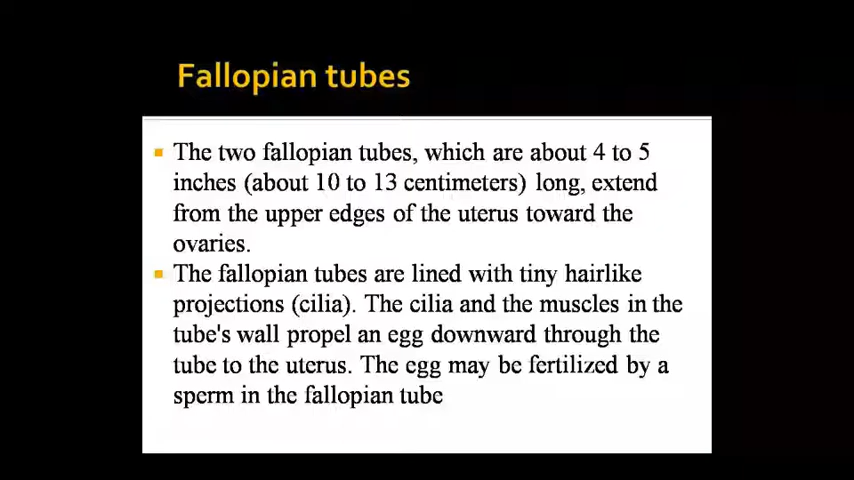 Fallopian tubes
The two fallopian tubes, which are about 4 to 5
inches (about 10 to 13 centimeters) long, extend
from the upper edges of the uterus toward the
ovaries.
The fallopian tubes are lined with tiny hairlike
projections (cilia). The cilia and the muscles in the
tube's wall propel an egg downward through the
tube to the uterus. The egg may be fertilized by a
sperm in the fallopian tube